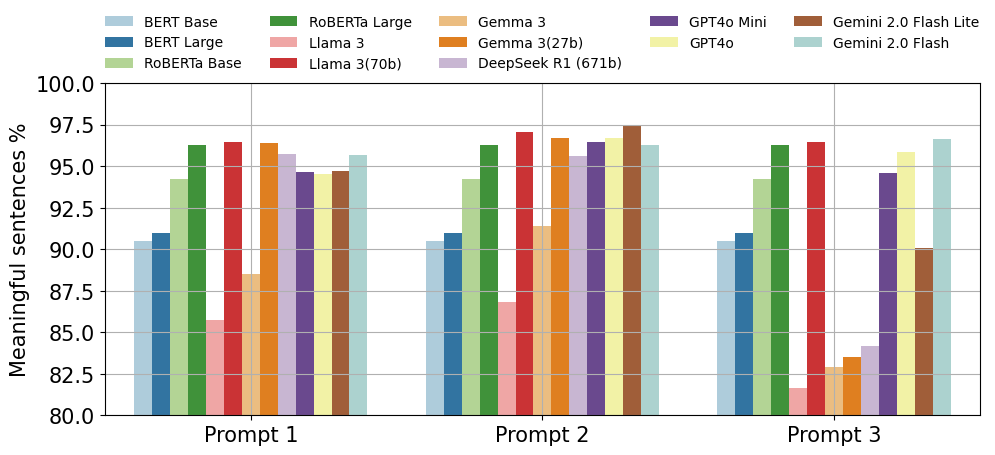 BERT Base
BERT Large
RoBERTa Base
RoBERTa Large
Llama 3
Llama 3(70b)
Gemma 3
Gemma 3(27b)
DeepSeek R1 (671b)
GPT4o Mini
GPT4o
Gemini 2.0 Flash Lite
Gemini 2.0 Flash
Meaningful sentences %
100.0
97.5
95.0
92.5
90.0
87.5
85.0
82.5
80.0
Prompt 1
Prompt 2
Prompt 3